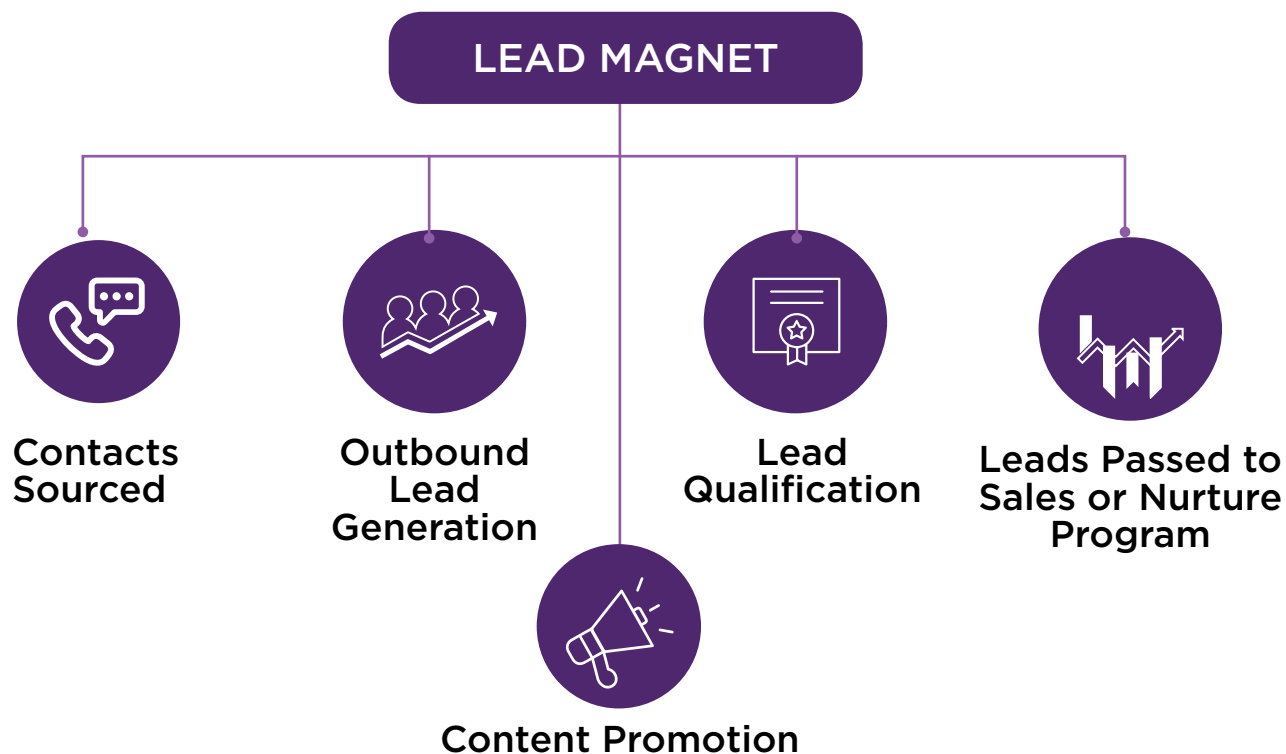 LEAD MAGNET
Contacts
Sourced
Outbound
Lead
Generation
Lead
Qualification
Leads Passed to
Sales or Nurture
Program
Content Promotion